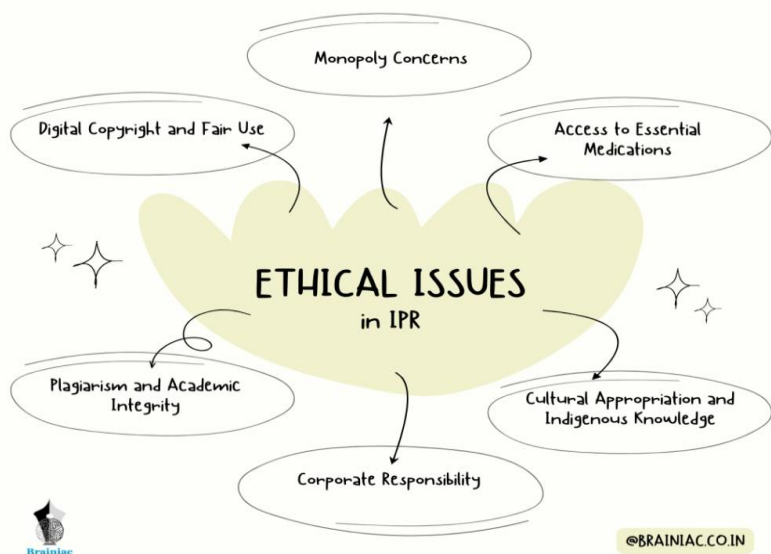 Monopoly Concerns
Digital Copyright and Fair Use
Access to Essential
Medications
ETHICAL ISSUES
in IPR
Plagiarism and Academic
Integrity
Cultural Appropriation and
Indigenous Knowledge
Corporate Responsibility
Brainiac
@BRAINIAC.CO.IN